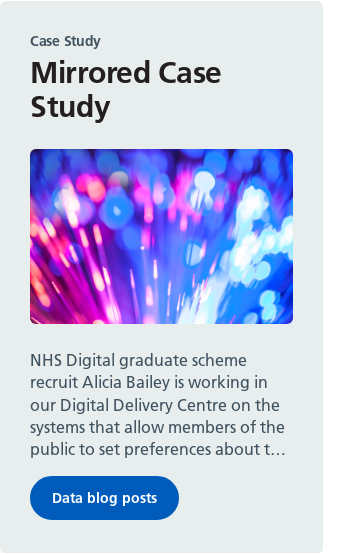 Case Study
Mirrored Case
Study
NHS Digital graduate scheme
recruit Alicia Bailey is working in
our Digital Delivery Centre on the
systems that allow members of the
public to set preferences about t…
Data blog posts